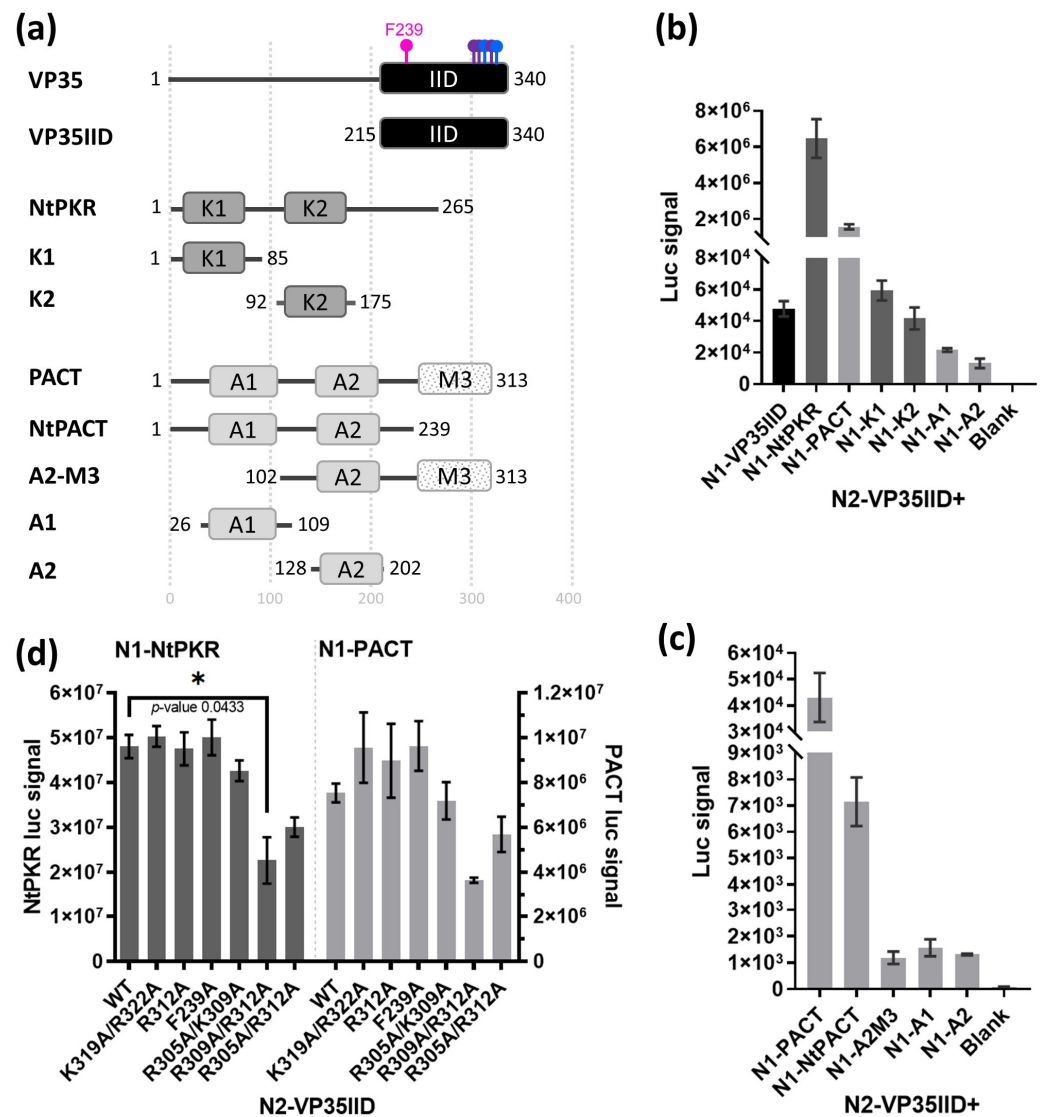 (a)
F239
VP35 1 IID 340
VP35IID 215 IID 340
NtPKR 1 K1 K2 265
K1 1 K1 85
K2 92 K2 175
PACT 1 A1 A2 M3 313
NtPACT 1 A1 A2 239
A2-M3 102 A2 M3 313
A1 26 A1 109
A2 128 A2 202
0 100 200 300 400
(b)
Luc signal
8×10⁶
6×10⁶
4×10⁶
2×10⁶
8×10⁴
6×10⁴
4×10⁴
2×10⁴
0
N1-VP35IID
N1-NtPKR
N1-PACT
N1-K1
N1-K2
N1-A1
N1-A2
Blank
N2-VP35IID+
(c)
Luc signal
6×10⁴
5×10⁴
4×10⁴
3×10⁴
9×10³
8×10³
7×10³
6×10³
5×10³
4×10³
3×10³
2×10³
1×10³
0
N1-PACT
N1-NtPACT
N1-A2M3
N1-A1
N1-A2
Blank
N2-VP35IID+
(d)
N1-NtPKR N1-PACT
*
p-value 0.0433
NtPKR luc signal
6×10⁷
5×10⁷
4×10⁷
3×10⁷
2×10⁷
1×10⁷
0
PACT luc signal
1.2×10⁷
1×10⁷
8×10⁶
6×10⁶
4×10⁶
2×10⁶
0
WT
K319A/R322A
R312A
F239A
R305A/K309A
R309A/R312A
R305A/R312A
WT
K319A/R322A
R312A
F239A
R305A/K309A
R309A/R312A
R305A/R312A
N2-VP35IID